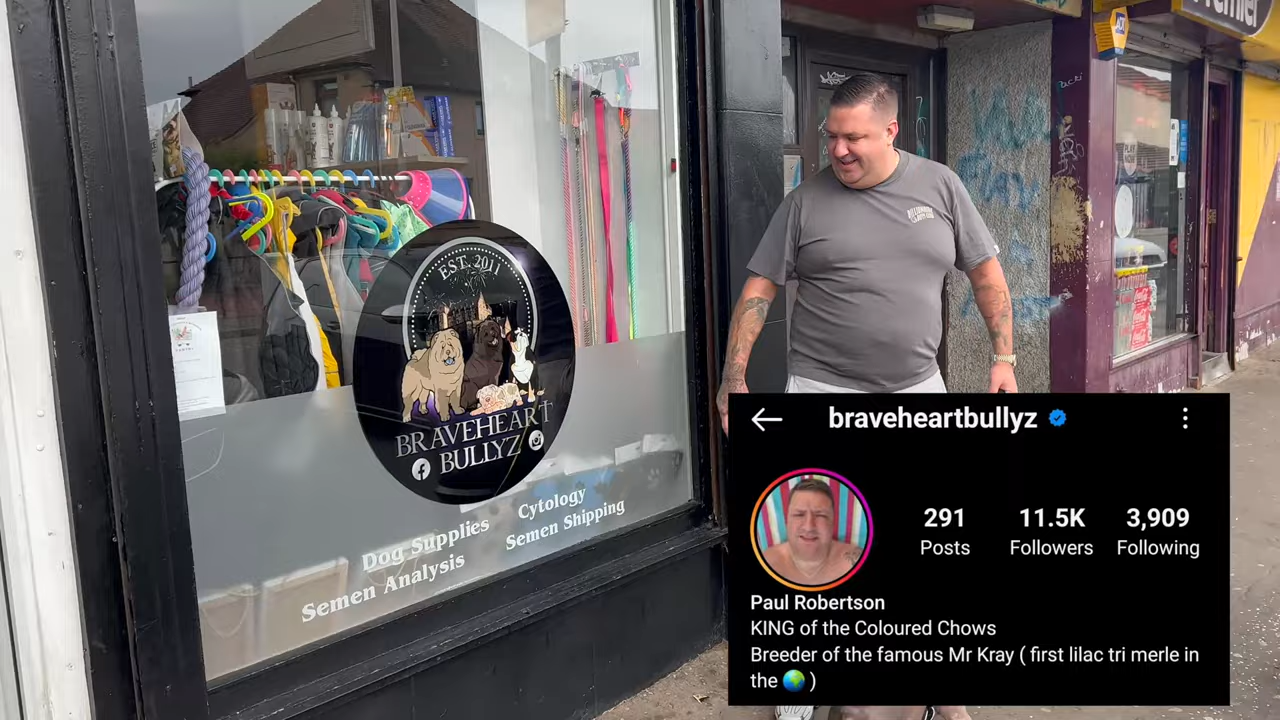 Premier
EST. 2011
BRAVEHEART
BULLYZ
Dog Supplies
Cytology
Semen Analysis
Semen Shipping
braveheartbullyz
291
11.5K
3,909
Posts
Followers
Following
Paul Robertson
KING of the Coloured Chows
Breeder of the famous Mr Kray ( first lilac tri merle in
the 🌍 )